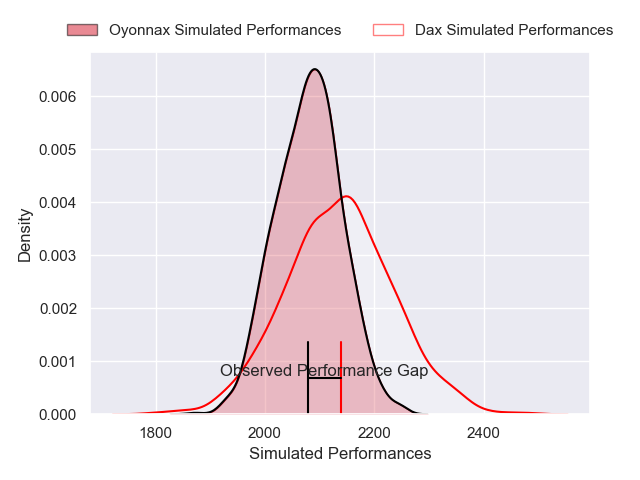 Oyonnax Simulated Performances
Dax Simulated Performances
0.006
0.005
0.004
0.003
0.002
0.001
0.000
Density
Observed Performance Gap
1800
2000
2200
2400
Simulated Performances